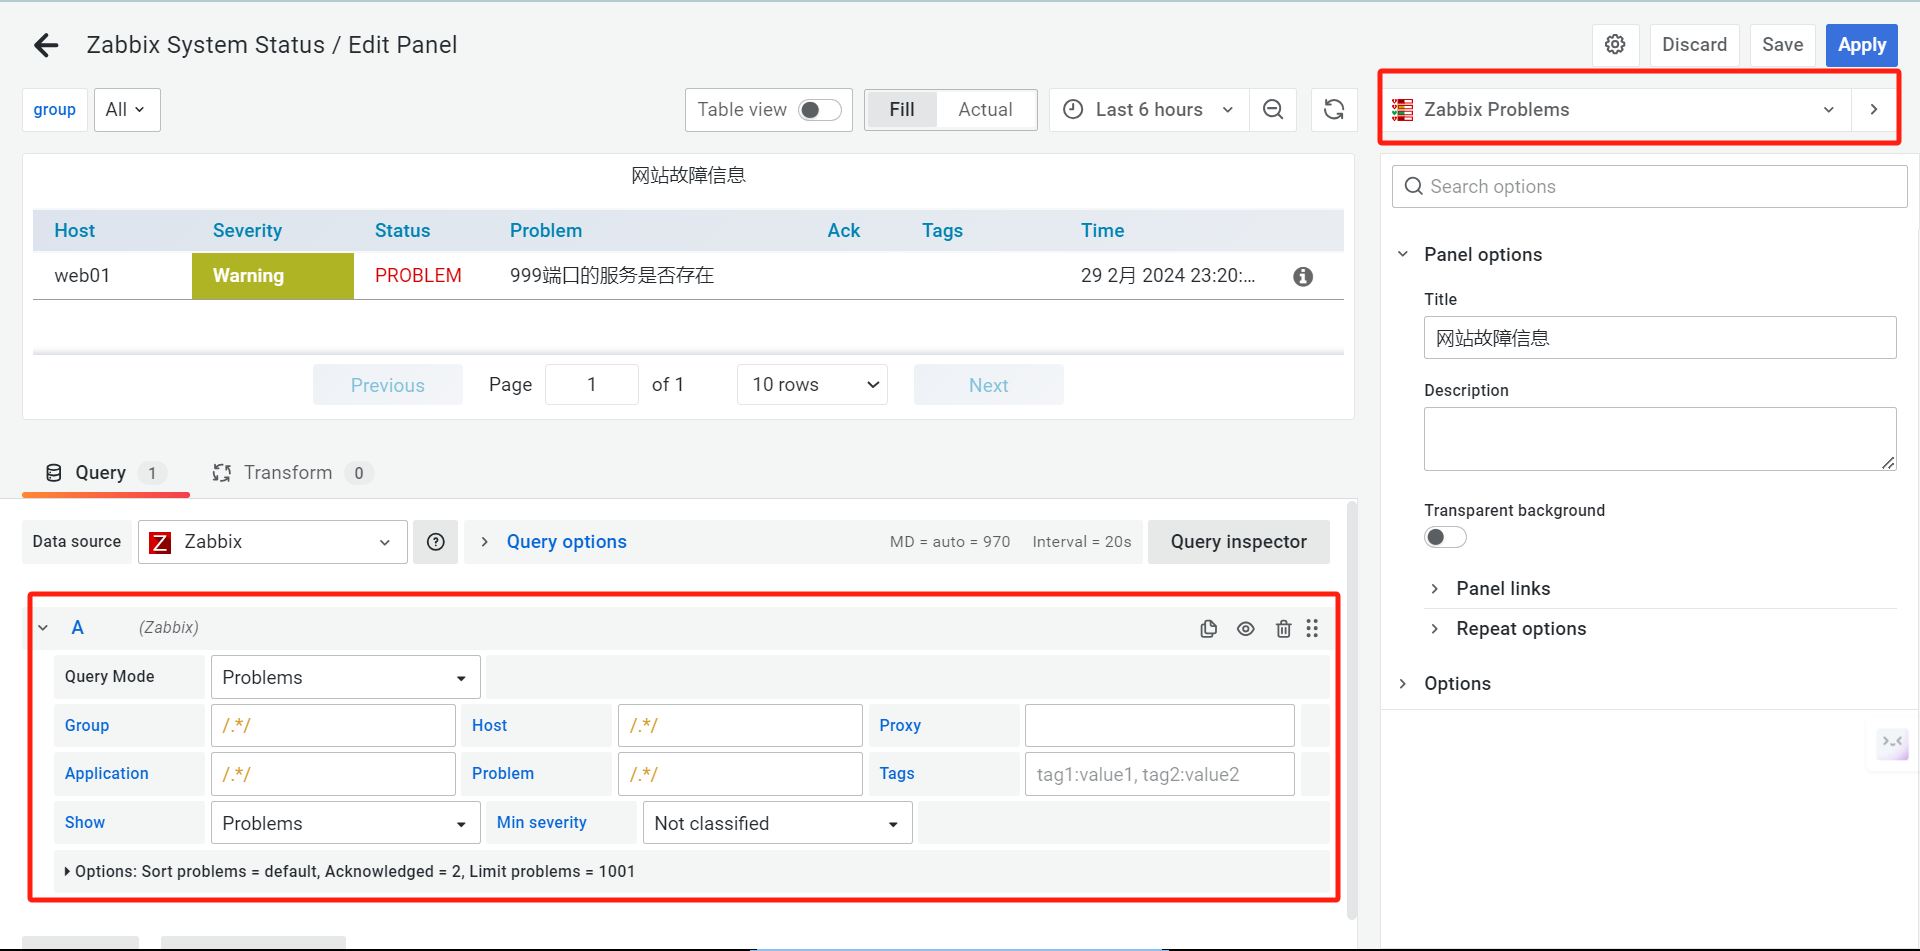 Zabbix System Status / Edit Panel
Discard
Save
Apply
group
All
Table view
Fill
Actual
Last 6 hours
Zabbix Problems
网站故障信息
Host Severity Status Problem Ack Tags Time
web01 Warning PROBLEM 999端口的服务是否存在 29 2月 2024 23:20:...
Previous Page 1 of 1 10 rows Next
Search options
Panel options
Title
网站故障信息
Description
Transparent background
Panel links
Repeat options
Options
Query 1 Transform 0
Data source Z Zabbix Query options MD = auto = 970 Interval = 20s Query inspector
A (Zabbix)
Query Mode Problems
Group /.*/ Host /.*/ Proxy
Application /.*/ Problem /.*/ Tags tag1:value1, tag2:value2
Show Problems Min severity Not classified
Options: Sort problems = default, Acknowledged = 2, Limit problems = 1001